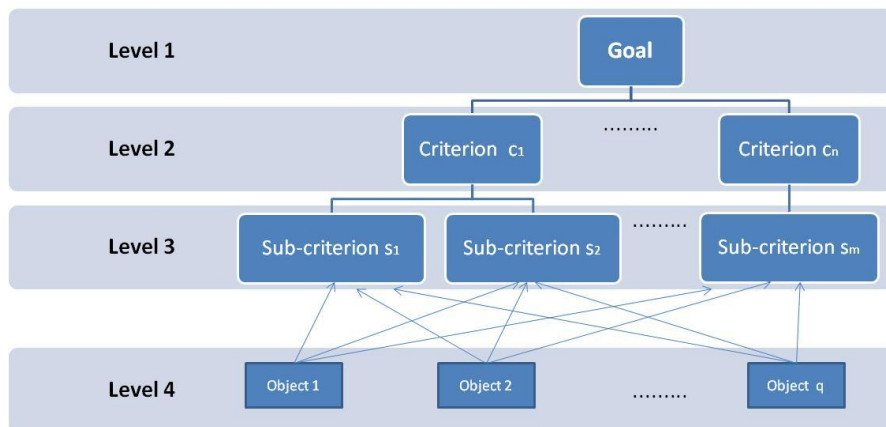 Level 1
Goal
Level 2
Criterion c1
.........
Criterion cn
Level 3
Sub-criterion s1
Sub-criterion s2
.........
Sub-criterion sm
Level 4
Object 1
Object 2
.........
Object q